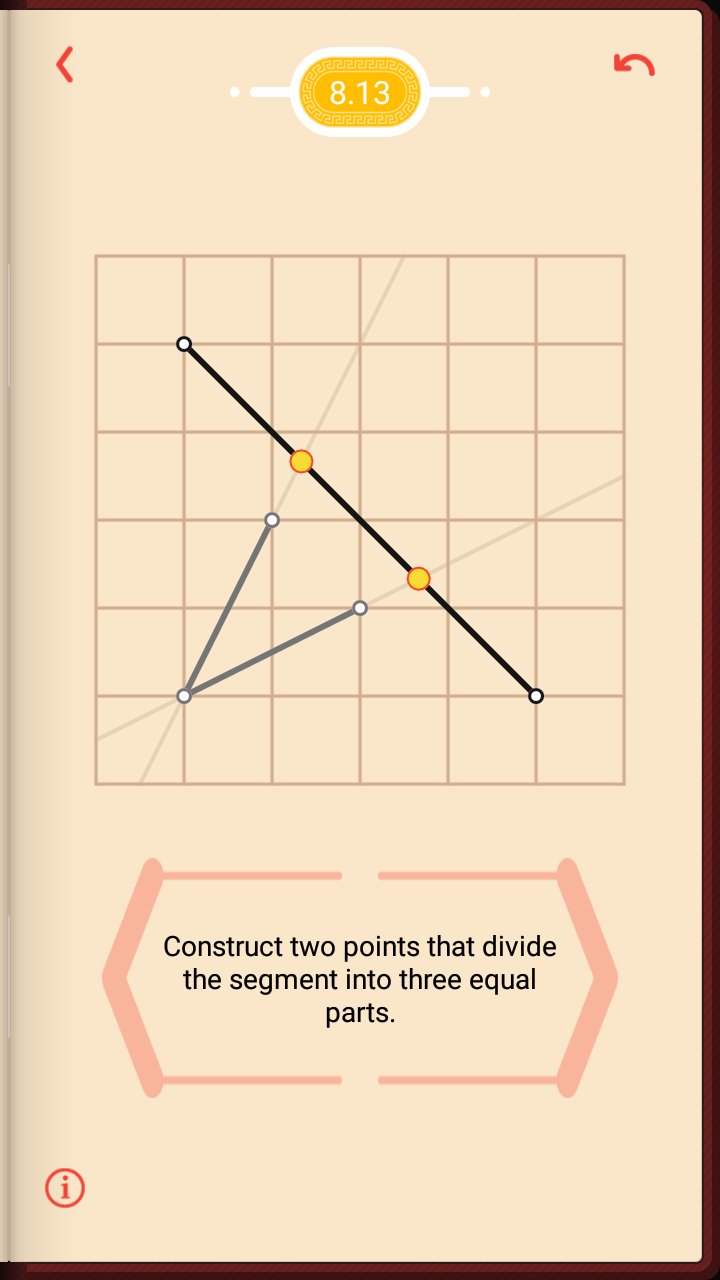 8.13
Construct two points that divide
the segment into three equal
parts.
i